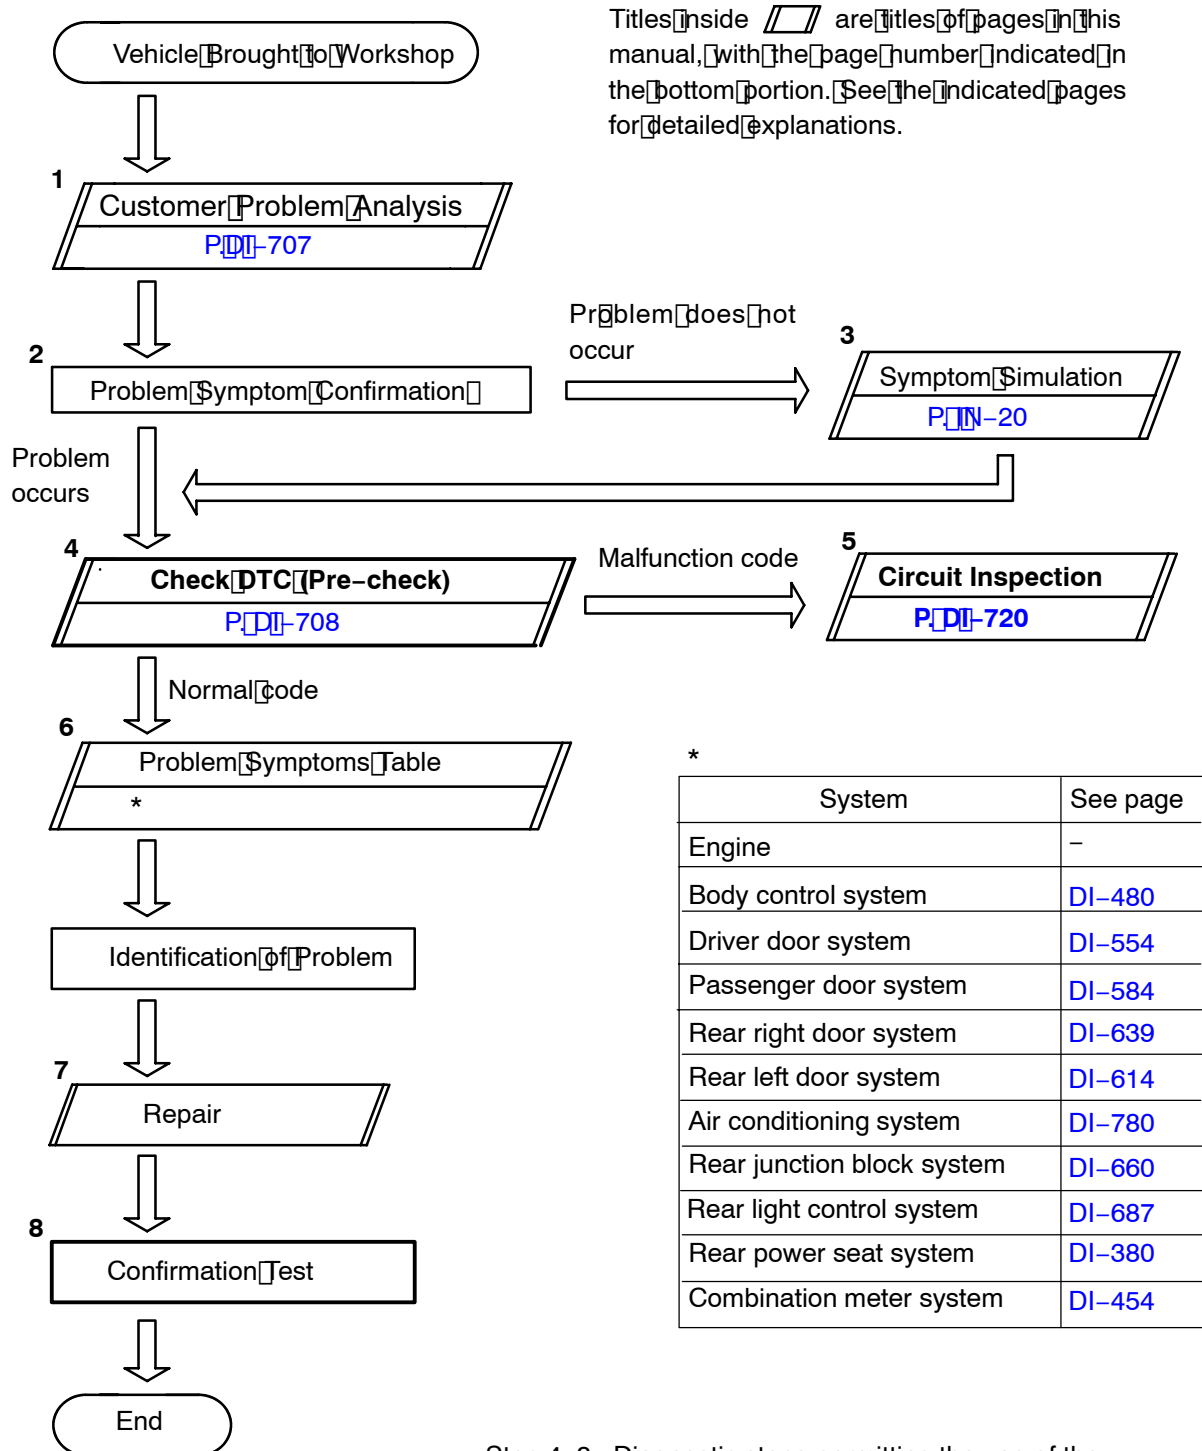 Vehicle Brought to Workshop
Titles inside are titles of pages in this
manual, with the page number indicated in
the bottom portion. See the indicated pages
for detailed explanations.
1
Customer Problem Analysis
P. DI–707
2
Problem Symptom Confirmation
Problem does not
occur
3
Symptom Simulation
P. IN–20
Problem
occurs
4
Check DTC (Pre–check)
P. DI–708
Malfunction code
5
Circuit Inspection
P. DI–720
Normal code
6
Problem Symptoms Table
*
Identification of Problem
7
Repair
8
Confirmation Test
End
*
System See page
Engine –
Body control system DI–480
Driver door system DI–554
Passenger door system DI–584
Rear right door system DI–639
Rear left door system DI–614
Air conditioning system DI–780
Rear junction block system DI–660
Rear light control system DI–687
Rear power seat system DI–380
Combination meter system DI–454